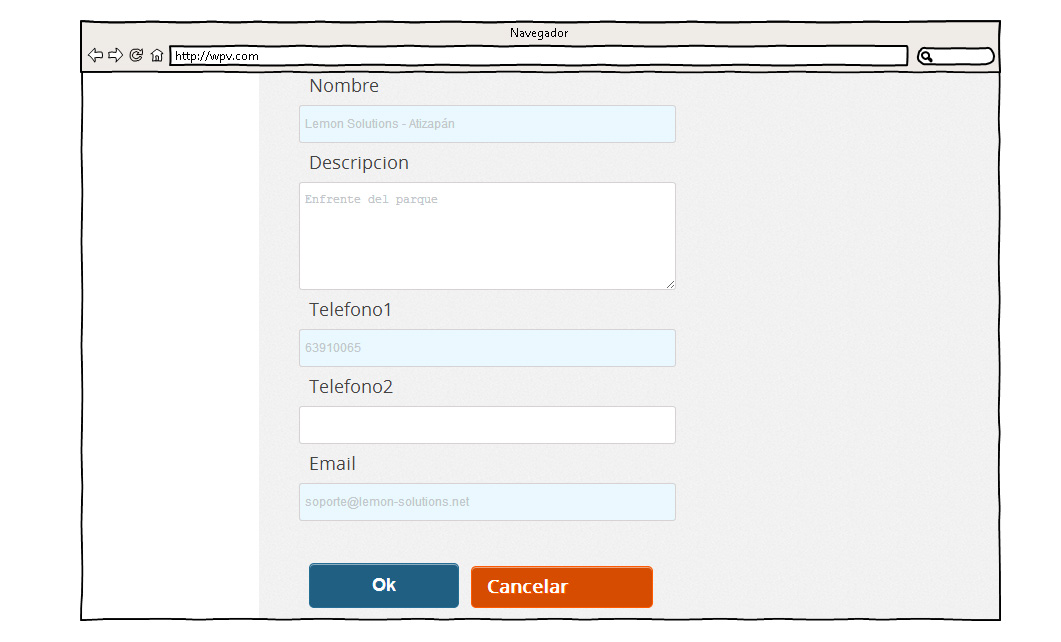 Navegador
http://wpv.com
Nombre
Lemon Solutions - Atizapán
Descripcion
Enfrente del parque
Telefono1
63910065
Telefono2
Email
soporte@lemon-solutions.net
Ok
Cancelar